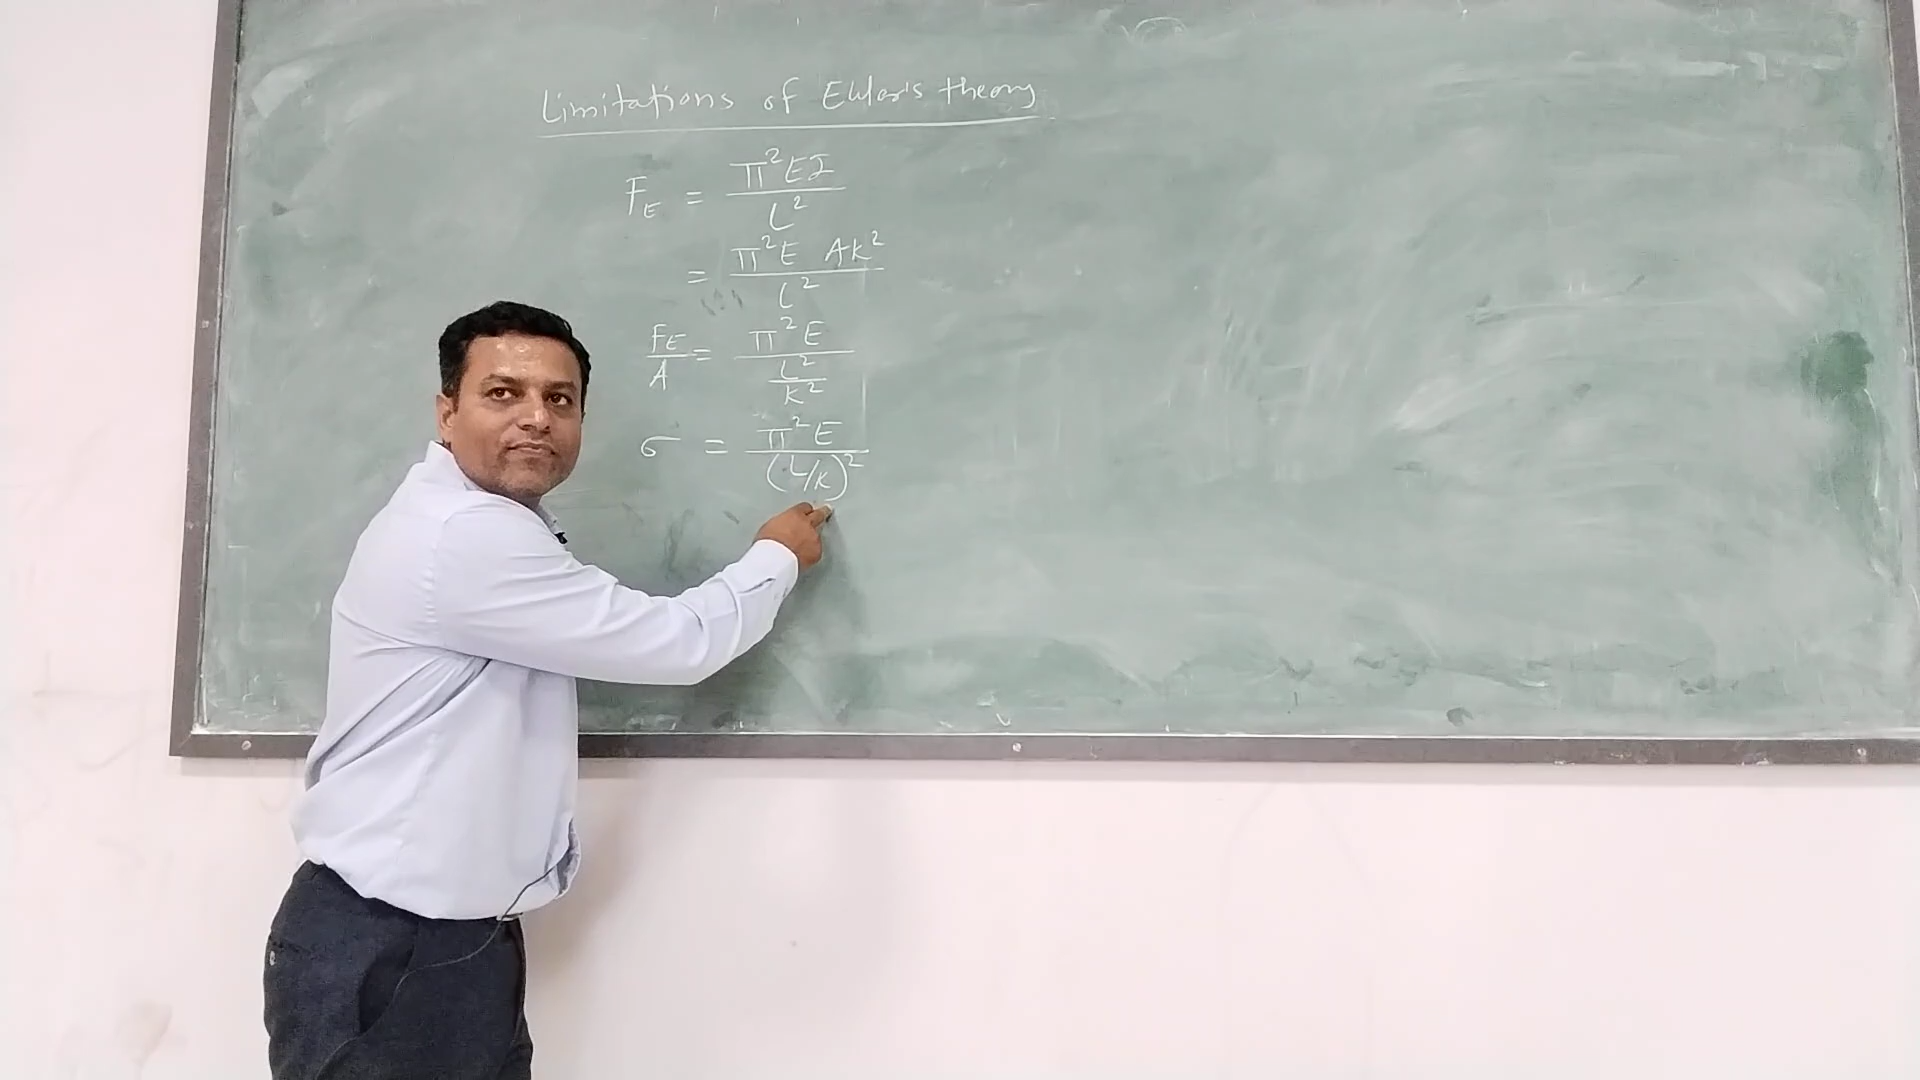 Limitations of Euler's theory
F_E = π²EI / L²
= π²E AK² / L²
F_E / A = π²E / (L² / K²)
σ = π²E / (L/K)²